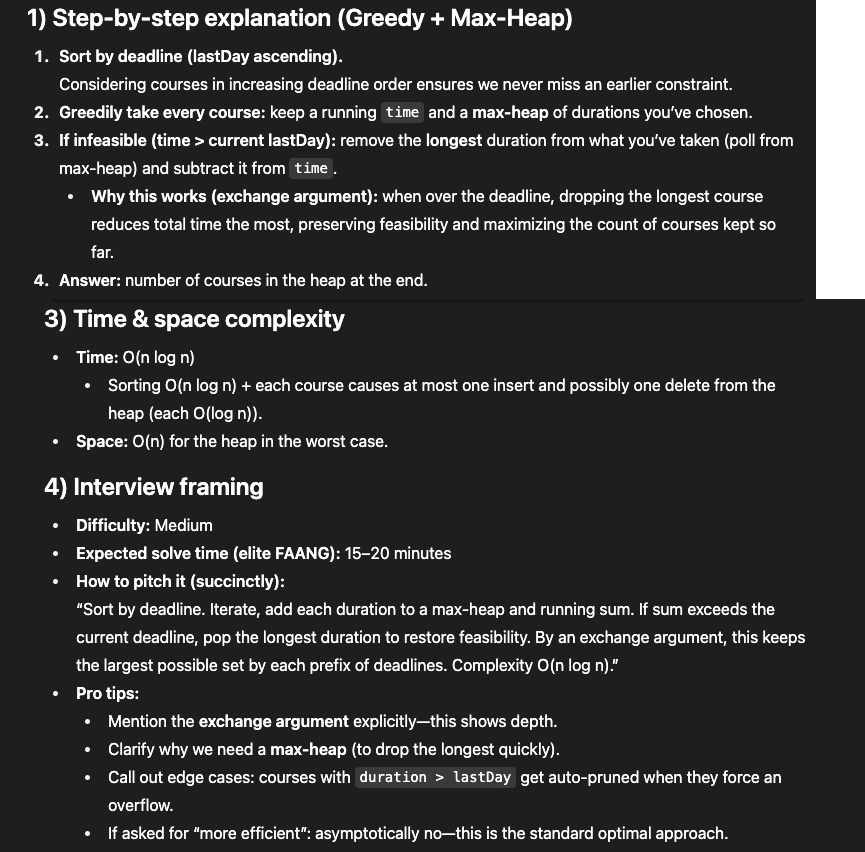 1) Step-by-step explanation (Greedy + Max-Heap)
1. Sort by deadline (lastDay ascending).
Considering courses in increasing deadline order ensures we never miss an earlier constraint.
2. Greedily take every course: keep a running time and a max-heap of durations you've chosen.
3. If infeasible (time > current lastDay): remove the longest duration from what you've taken (poll from
max-heap) and subtract it from time.
• Why this works (exchange argument): when over the deadline, dropping the longest course
reduces total time the most, preserving feasibility and maximizing the count of courses kept so
far.
4. Answer: number of courses in the heap at the end.
3) Time & space complexity
• Time: O(n log n)
• Sorting O(n log n) + each course causes at most one insert and possibly one delete from the
heap (each O(log n)).
• Space: O(n) for the heap in the worst case.
4) Interview framing
• Difficulty: Medium
• Expected solve time (elite FAANG): 15–20 minutes
• How to pitch it (succinctly):
“Sort by deadline. Iterate, add each duration to a max-heap and running sum. If sum exceeds the
current deadline, pop the longest duration to restore feasibility. By an exchange argument, this keeps
the largest possible set by each prefix of deadlines. Complexity O(n log n).”
• Pro tips:
• Mention the exchange argument explicitly—this shows depth.
• Clarify why we need a max-heap (to drop the longest quickly).
• Call out edge cases: courses with duration > lastDay get auto-pruned when they force an
overflow.
• If asked for “more efficient”: asymptotically no—this is the standard optimal approach.